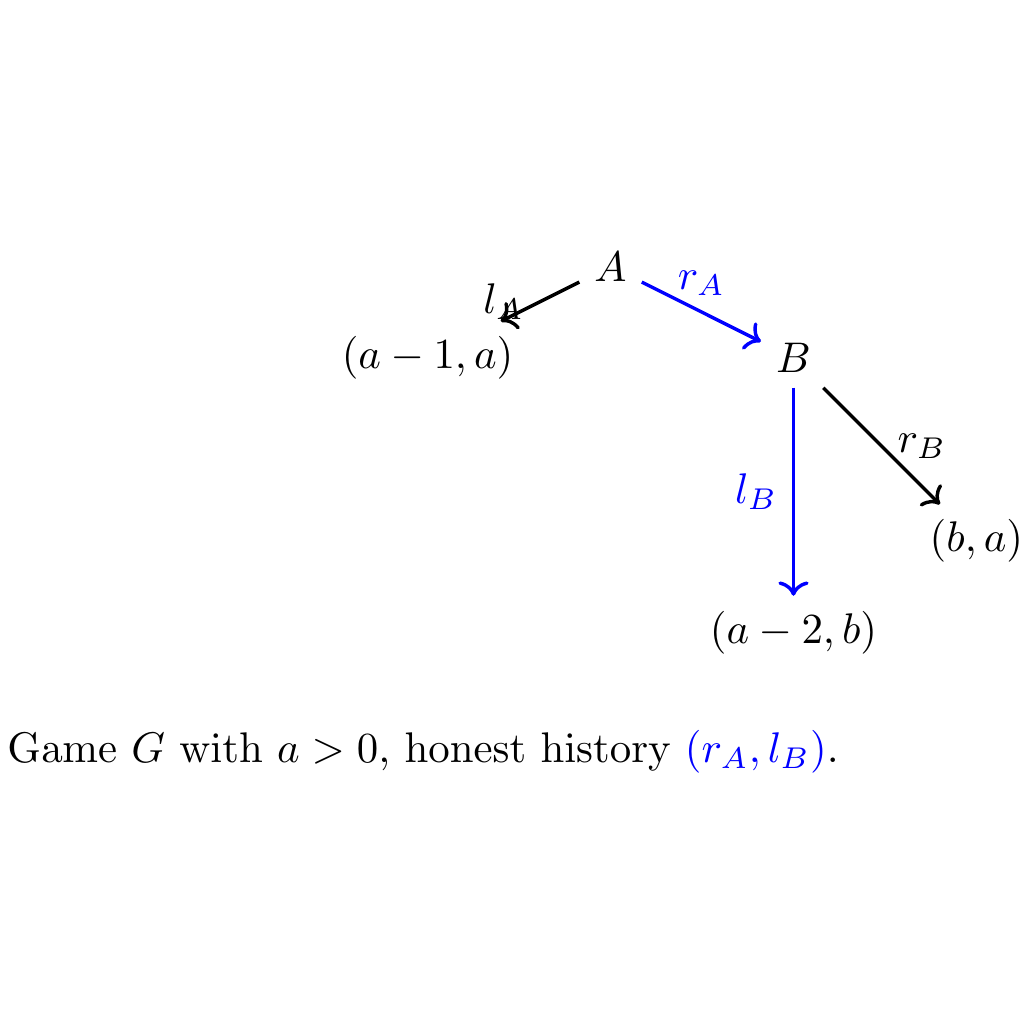 A
r_A
l_A
(a − 1, a)
B
r_B
l_B
(b, a)
(a − 2, b)
Game G with a > 0, honest history (r_A, l_B).